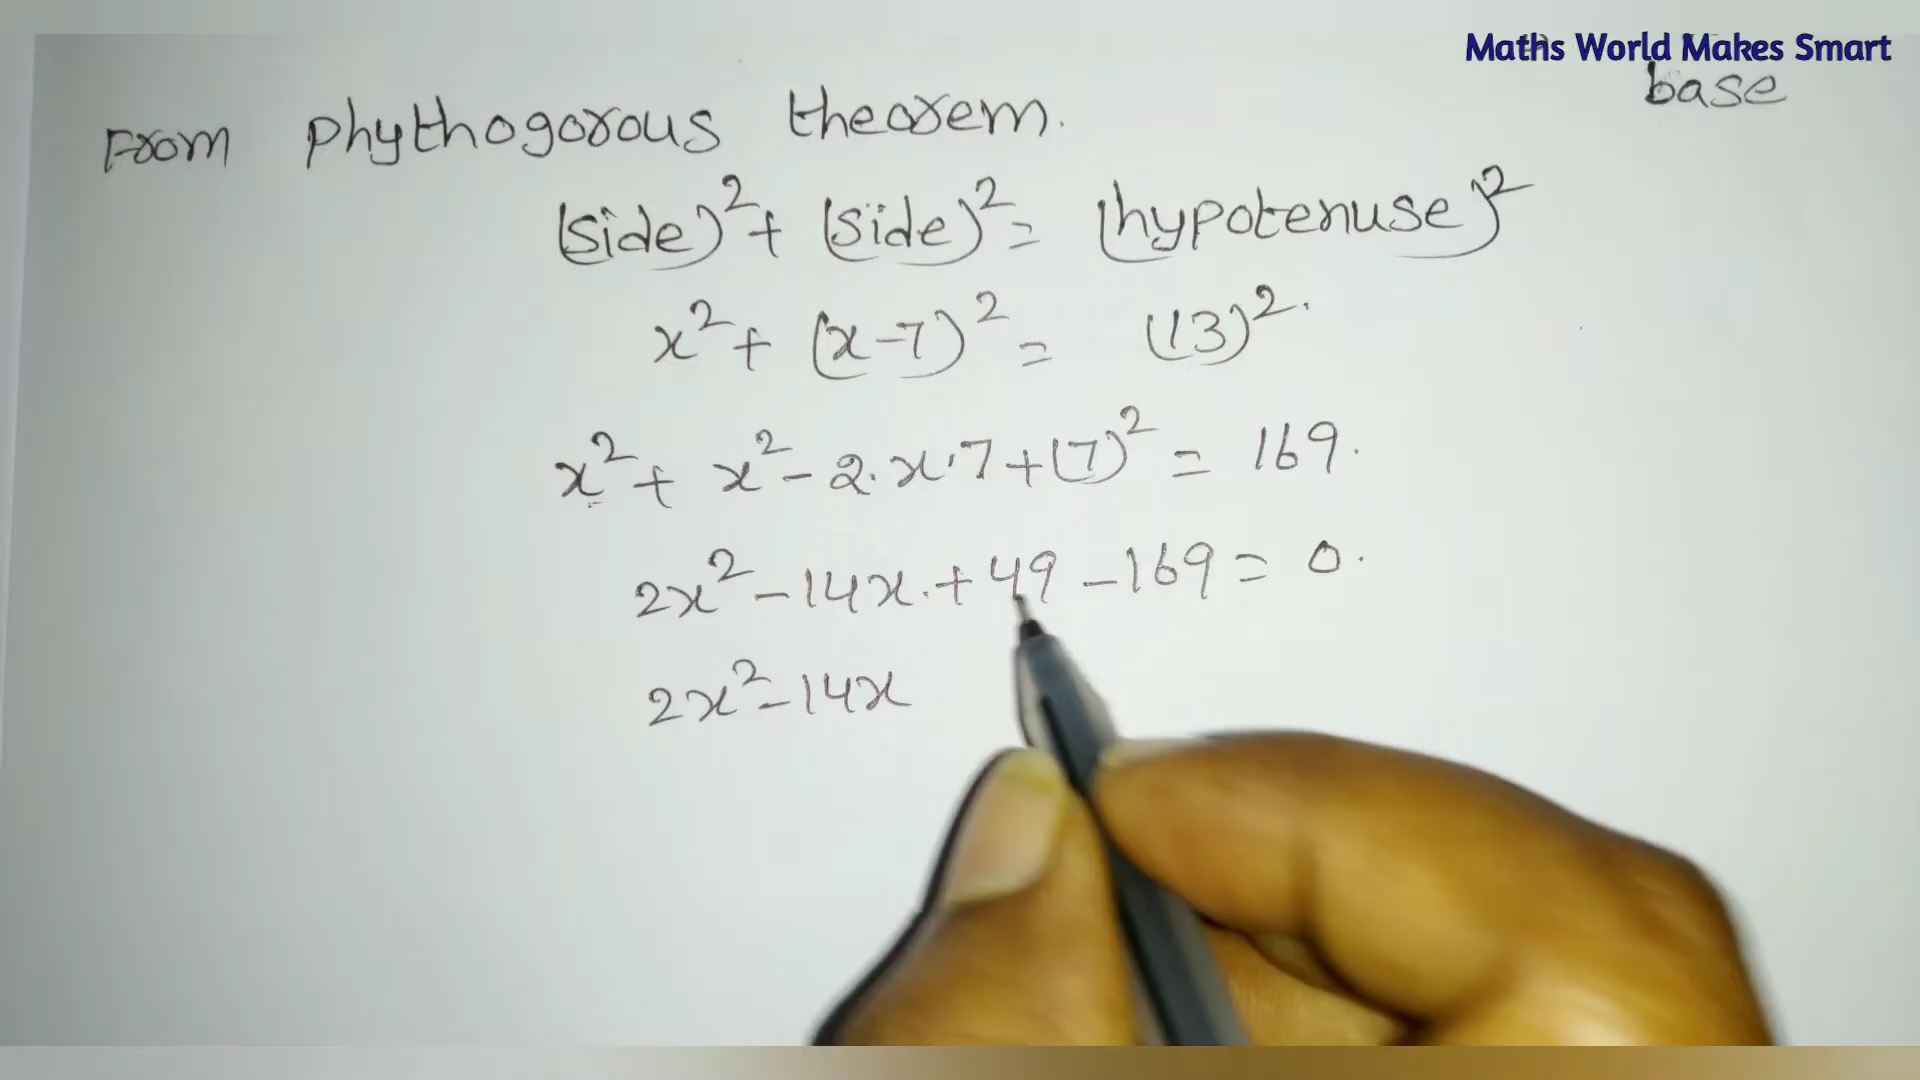 Maths World Makes Smart
base
From phythogorous theorem.
(side)² + (side)² = (hypotenuse)²
x² + (x-7)² = (13)².
x² + x² - 2.x.7 + (7)² = 169.
2x² - 14x. + 49 - 169 = 0.
2x² - 14x